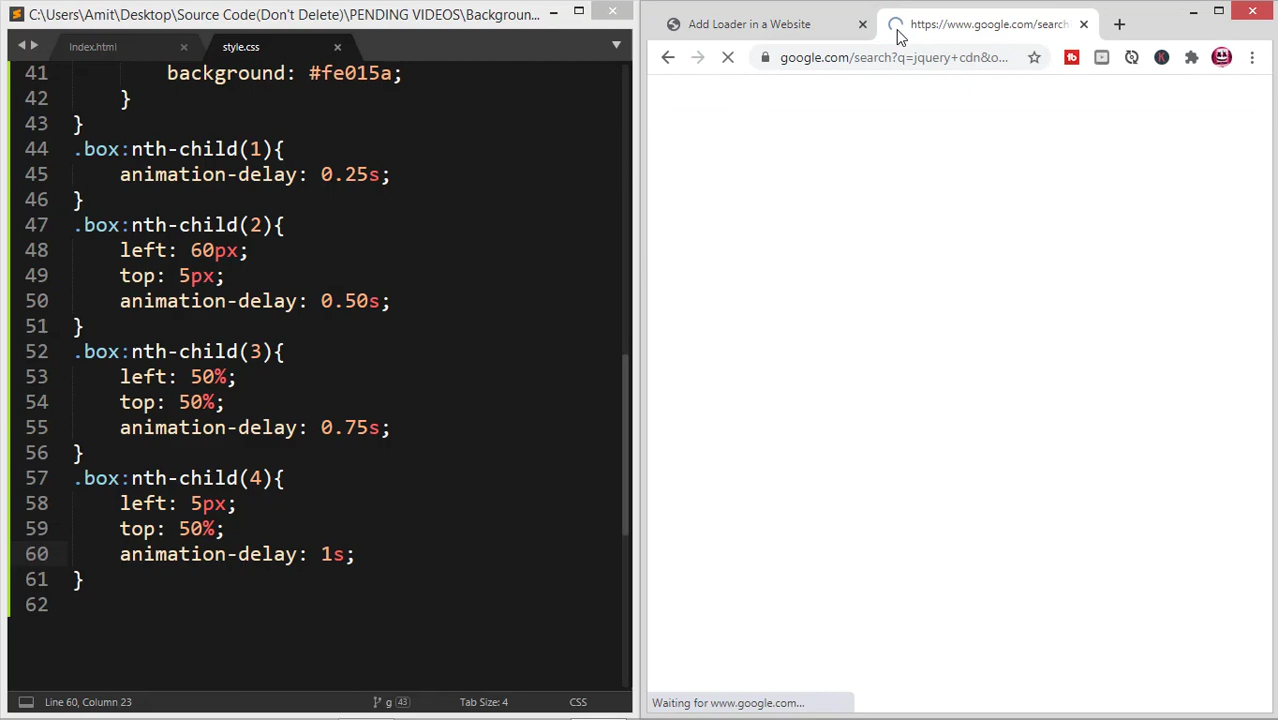 C:\Users\Amit\Desktop\Source Code(Don't Delete)\PENDING VIDEOS\Backgroun...
Index.html
style.css
41 background: #fe015a;
42 }
43 }
44 .box:nth-child(1){
45 animation-delay: 0.25s;
46 }
47 .box:nth-child(2){
48 left: 60px;
49 top: 5px;
50 animation-delay: 0.50s;
51 }
52 .box:nth-child(3){
53 left: 50%;
54 top: 50%;
55 animation-delay: 0.75s;
56 }
57 .box:nth-child(4){
58 left: 5px;
59 top: 50%;
60 animation-delay: 1s;
61 }
62
Line 60, Column 23
g 43
Tab Size: 4
CSS
Add Loader in a Website
https://www.google.com/search
google.com/search?q=jquery+cdn&o...
K
Waiting for www.google.com...